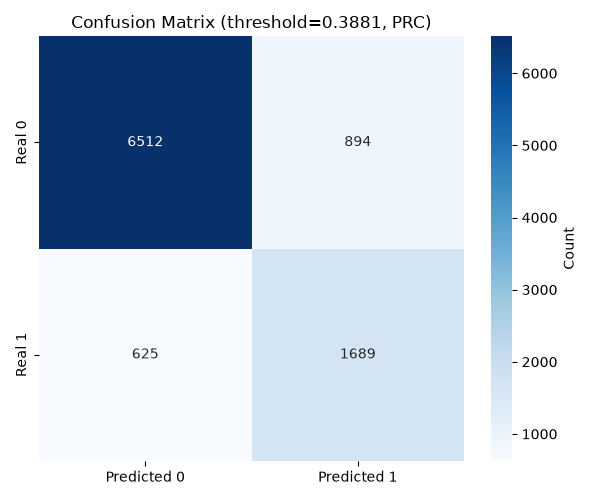 Confusion Matrix (threshold=0.3881, PRC)
Real 0
6512
894
Real 1
625
1689
Predicted 0
Predicted 1
6000
5000
4000
3000
2000
1000
Count